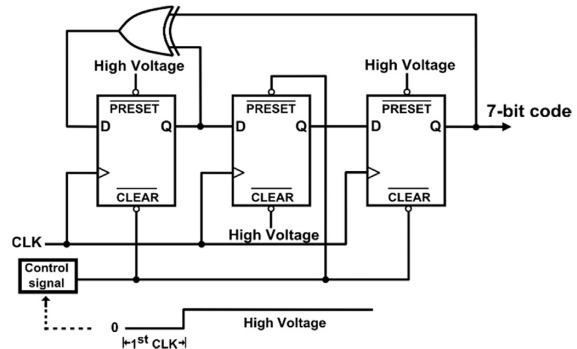 High Voltage
High Voltage
PRESET
PRESET
PRESET
7-bit code
D
Q
D
Q
D
Q
CLEAR
CLEAR
CLEAR
High Voltage
CLK
Control
signal
0
High Voltage
1st CLK